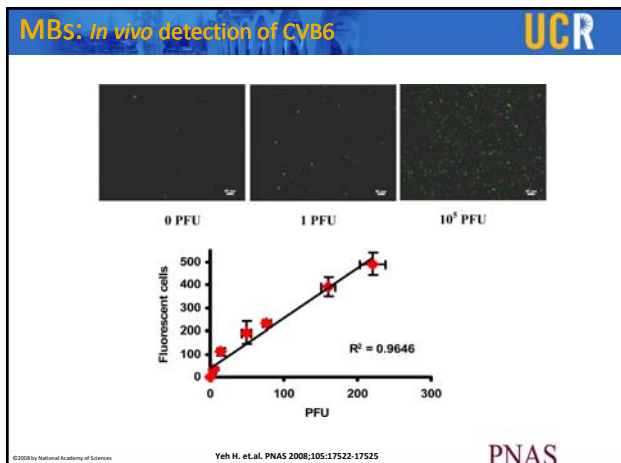 MBs: In vivo detection of CVB6
UCR
0 PFU 1 PFU 10⁵ PFU
500
400
300
200
100
0
Fluorescent cells
R² = 0.9646
0 100 200 300
PFU
©2008 by National Academy of Sciences
Yeh H. et.al. PNAS 2008;105:17522-17525
PNAS